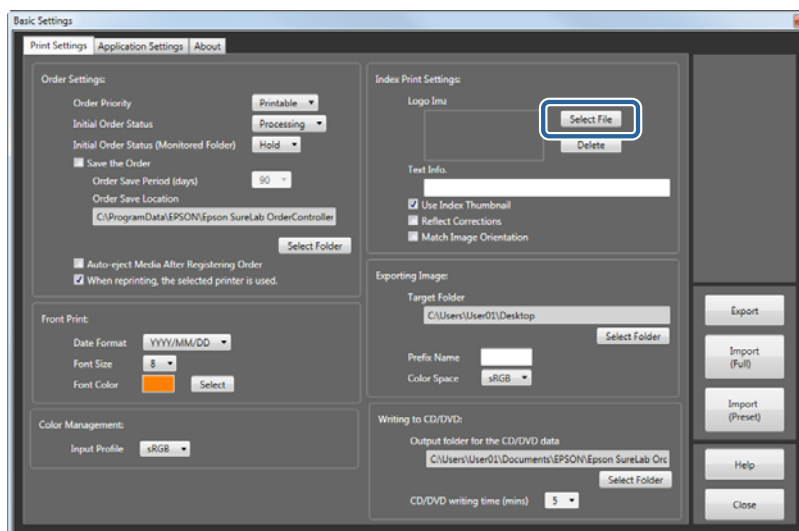 Basic Settings
Print Settings
Application Settings
About
Order Settings:
Order Priority
Printable
Initial Order Status
Processing
Initial Order Status (Monitored Folder)
Hold
Save the Order
Order Save Period (days)
90
Order Save Location
C:\ProgramData\EPSON\Epson SureLab OrderController
Select Folder
Auto-eject Media After Registering Order
When reprinting, the selected printer is used.
Front Print:
Date Format
YYYY/MM/DD
Font Size
8
Font Color
Select
Color Management:
Input Profile
sRGB
Index Print Settings:
Logo Ima
Select File
Delete
Text Info.
Use Index Thumbnail
Reflect Corrections
Match Image Orientation
Exporting Image:
Target Folder
C:\Users\User01\Desktop
Select Folder
Prefix Name
Color Space
sRGB
Writing to CD/DVD:
Output folder for the CD/DVD data
C:\Users\User01\Documents\EPSON\Epson SureLab Orc
Select Folder
CD/DVD writing time (mins)
5
Export
Import
(Full)
Import
(Preset)
Help
Close